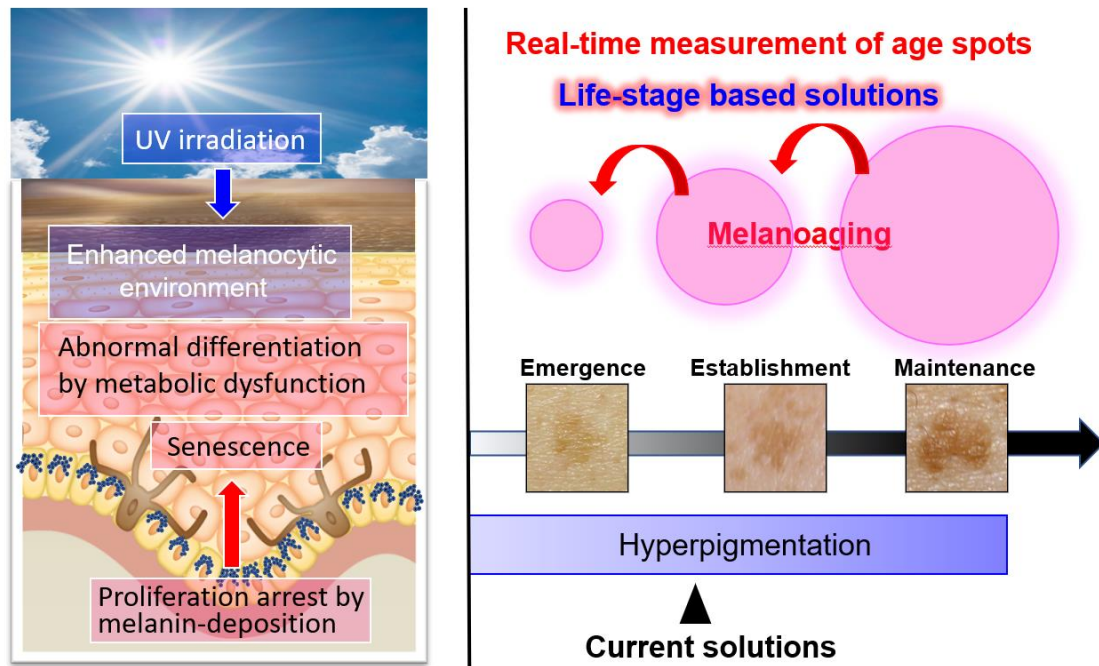 UV irradiation
Enhanced melanocytic
environment
Abnormal differentiation
by metabolic dysfunction
Senescence
Proliferation arrest by
melanin-deposition
Real-time measurement of age spots
Life-stage based solutions
Melanoaging
Emergence
Establishment
Maintenance
Hyperpigmentation
Current solutions